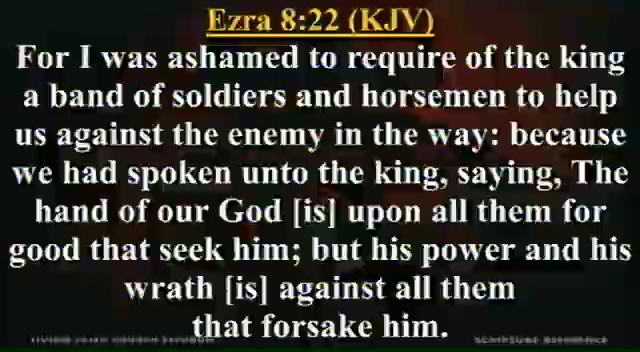 Ezra 8:22 (KJV)
For I was ashamed to require of the king
a band of soldiers and horsemen to help
us against the enemy in the way: because
we had spoken unto the king, saying, The
hand of our God [is] upon all them for
good that seek him; but his power and his
wrath [is] against all them
that forsake him.
SCRIPTURE REFERENCE